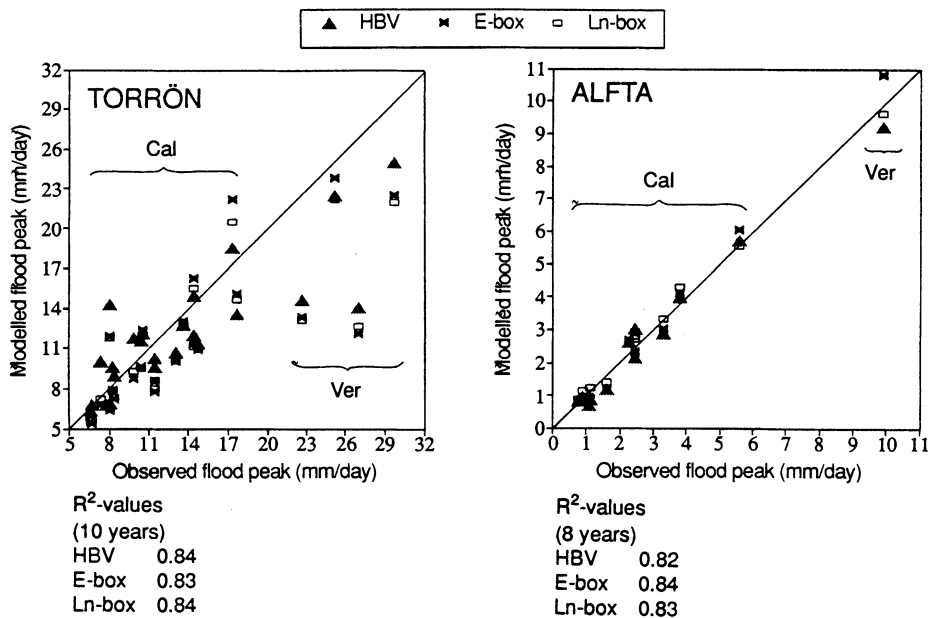 HBV E-box Ln-box
TORRÖN
Modelled flood peak (mm/day)
32
29
26
23
21
18
16
14
11
8
5
Cal
Ver
5 8 11 14 17 20 23 26 29 32
Observed flood peak (mm/day)
R²-values
(10 years)
HBV 0.84
E-box 0.83
Ln-box 0.84
ALFTA
Modelled flood peak (mm/day)
11
10
9
8
7
6
5
4
3
2
1
0
Cal
Ver
0 1 2 3 4 5 6 7 8 9 10 11
Observed flood peak (mm/day)
R²-values
(8 years)
HBV 0.82
E-box 0.84
Ln-box 0.83